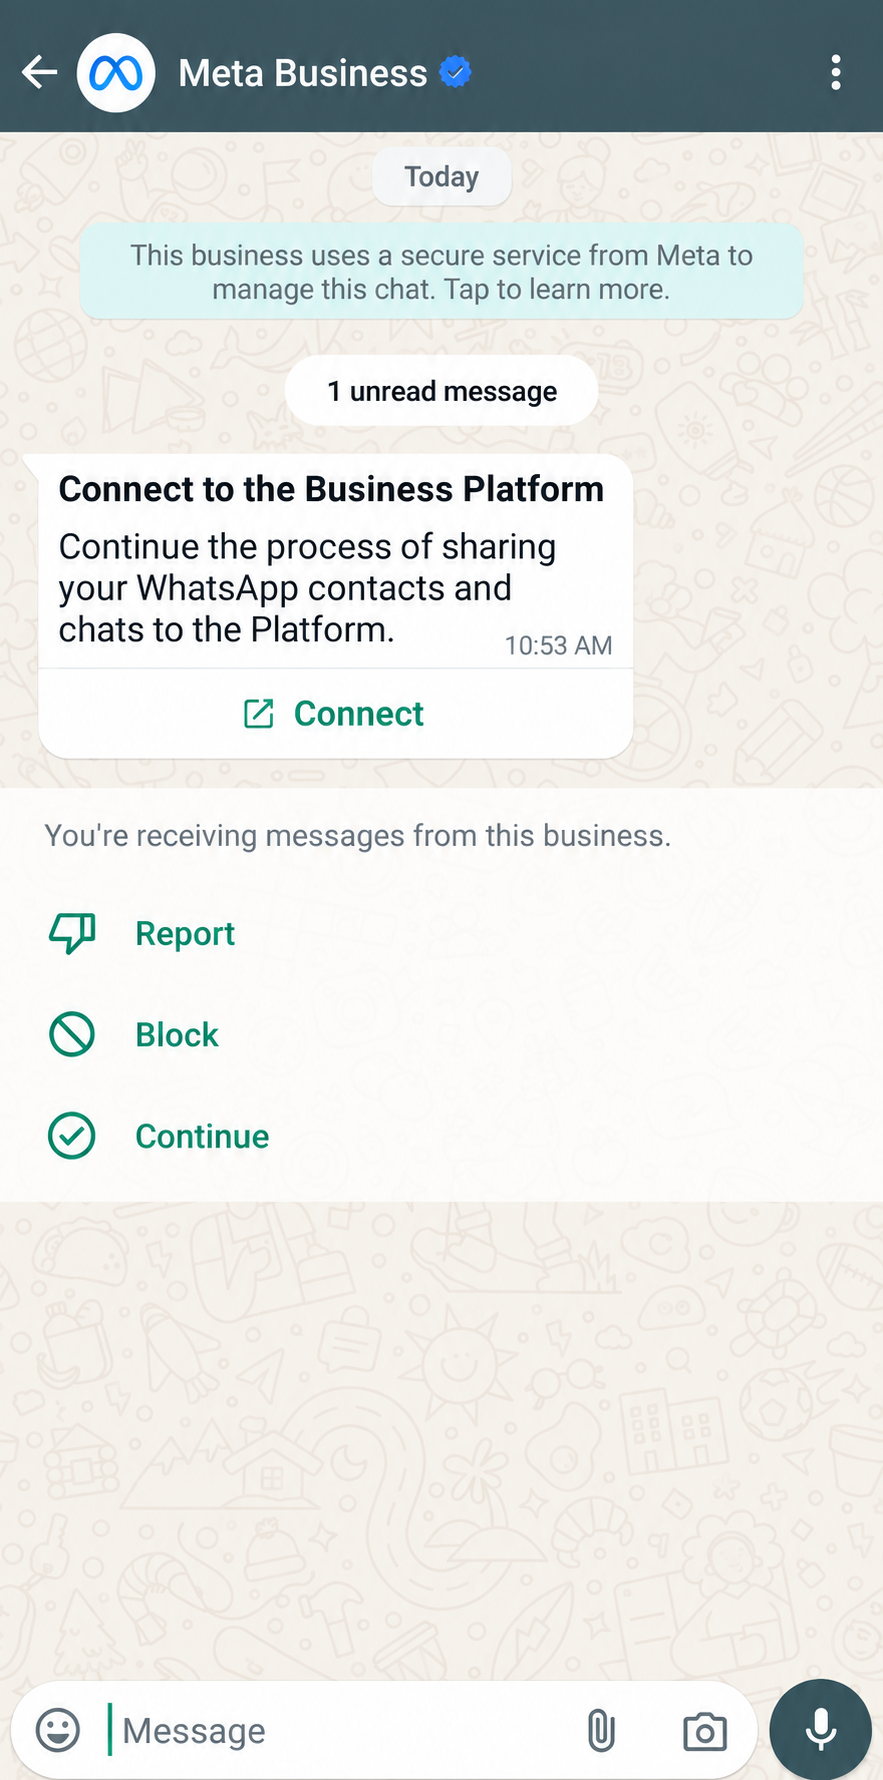 Meta Business
Today
This business uses a secure service from Meta to
manage this chat. Tap to learn more.
1 unread message
Connect to the Business Platform
Continue the process of sharing
your WhatsApp contacts and
chats to the Platform.
10:53 AM
Connect
You're receiving messages from this business.
Report
Block
Continue
Message